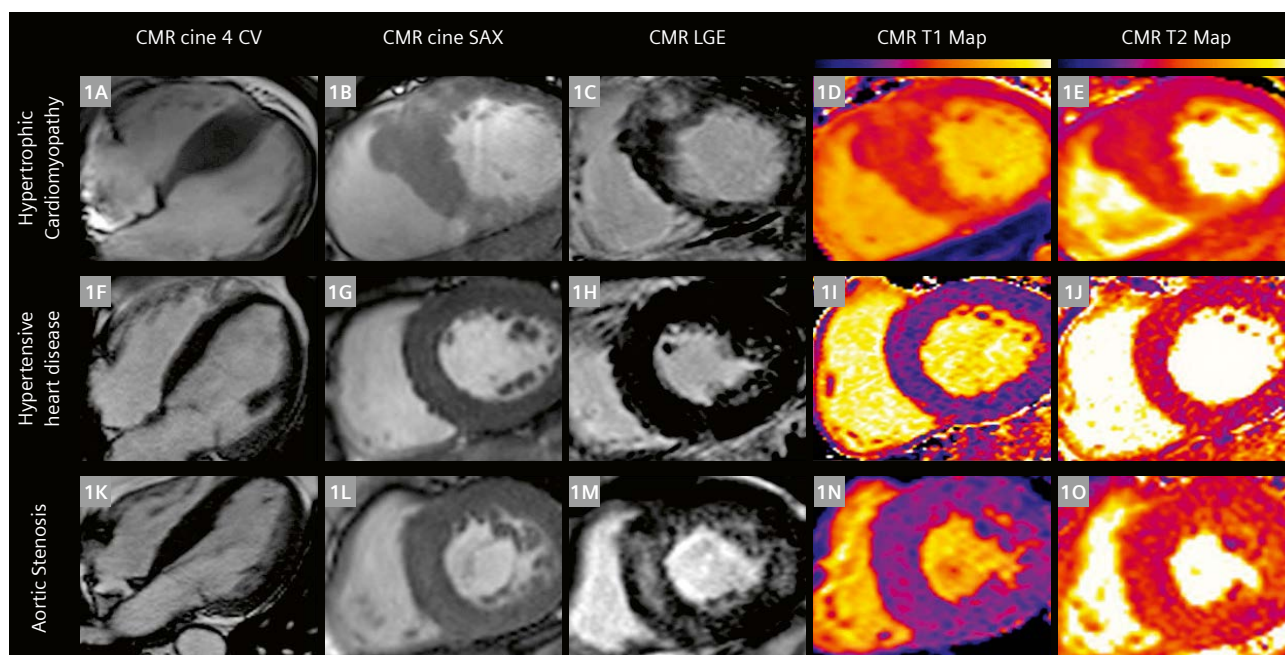 CMR cine 4 CV
CMR cine SAX
CMR LGE
CMR T1 Map
CMR T2 Map
Hypertrophic
Cardiomyopathy
1A
1B
1C
1D
1E
Hypertensive
heart disease
1F
1G
1H
1I
1J
Aortic Stenosis
1K
1L
1M
1N
1O